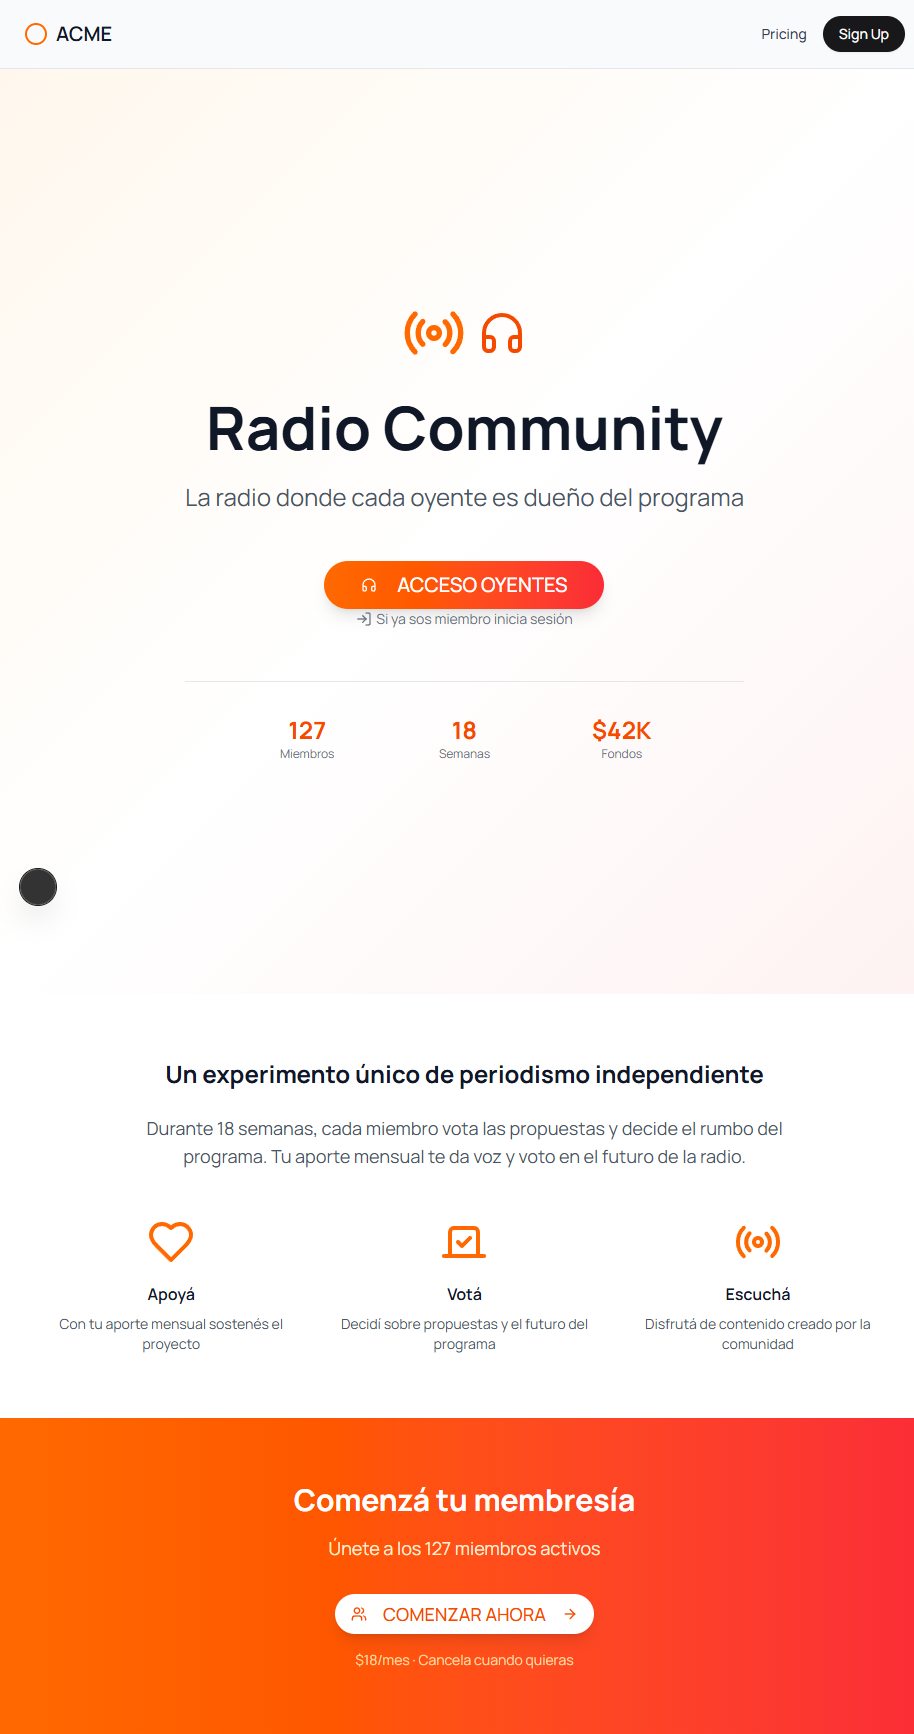 ACME
Pricing
Sign Up
Radio Community
La radio donde cada oyente es dueño del programa
ACCESO OYENTES
Si ya sos miembro inicia sesión
127
Miembros
18
Semanas
$42K
Fondos
Un experimento único de periodismo independiente
Durante 18 semanas, cada miembro vota las propuestas y decide el rumbo del
programa. Tu aporte mensual te da voz y voto en el futuro de la radio.
Apoyá
Con tu aporte mensual sostenés el
proyecto
Votá
Decidí sobre propuestas y el futuro del
programa
Escuchá
Disfrutá de contenido creado por la
comunidad
Comenzá tu membresía
Únete a los 127 miembros activos
COMENZAR AHORA
$18/mes · Cancela cuando quieras